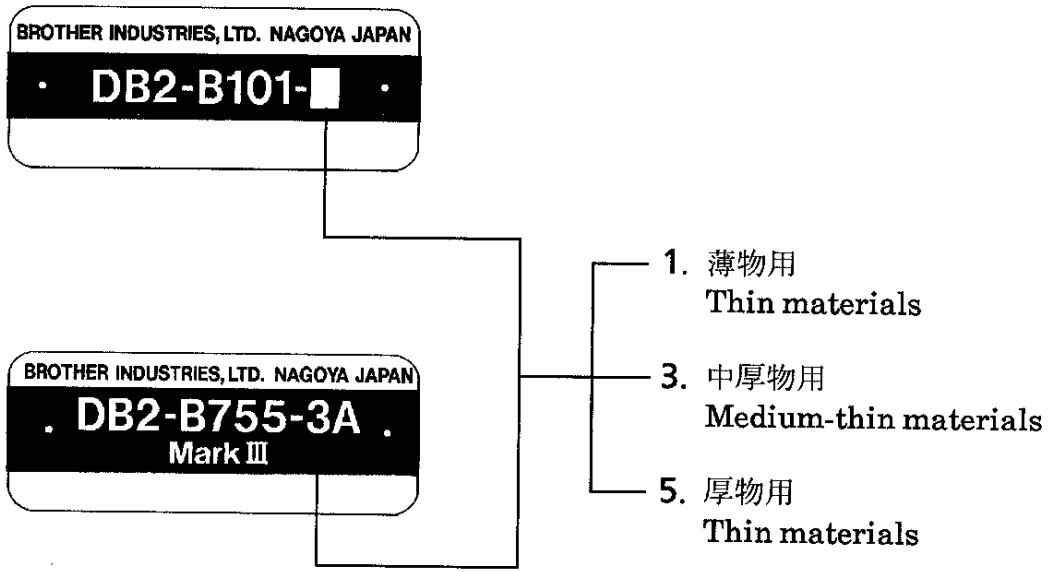 BROTHER INDUSTRIES, LTD. NAGOYA JAPAN
DB2-B101-
1. 薄物用
Thin materials
BROTHER INDUSTRIES, LTD. NAGOYA JAPAN
DB2-B755-3A
Mark III
3. 中厚物用
Medium-thin materials
5. 厚物用
Thin materials